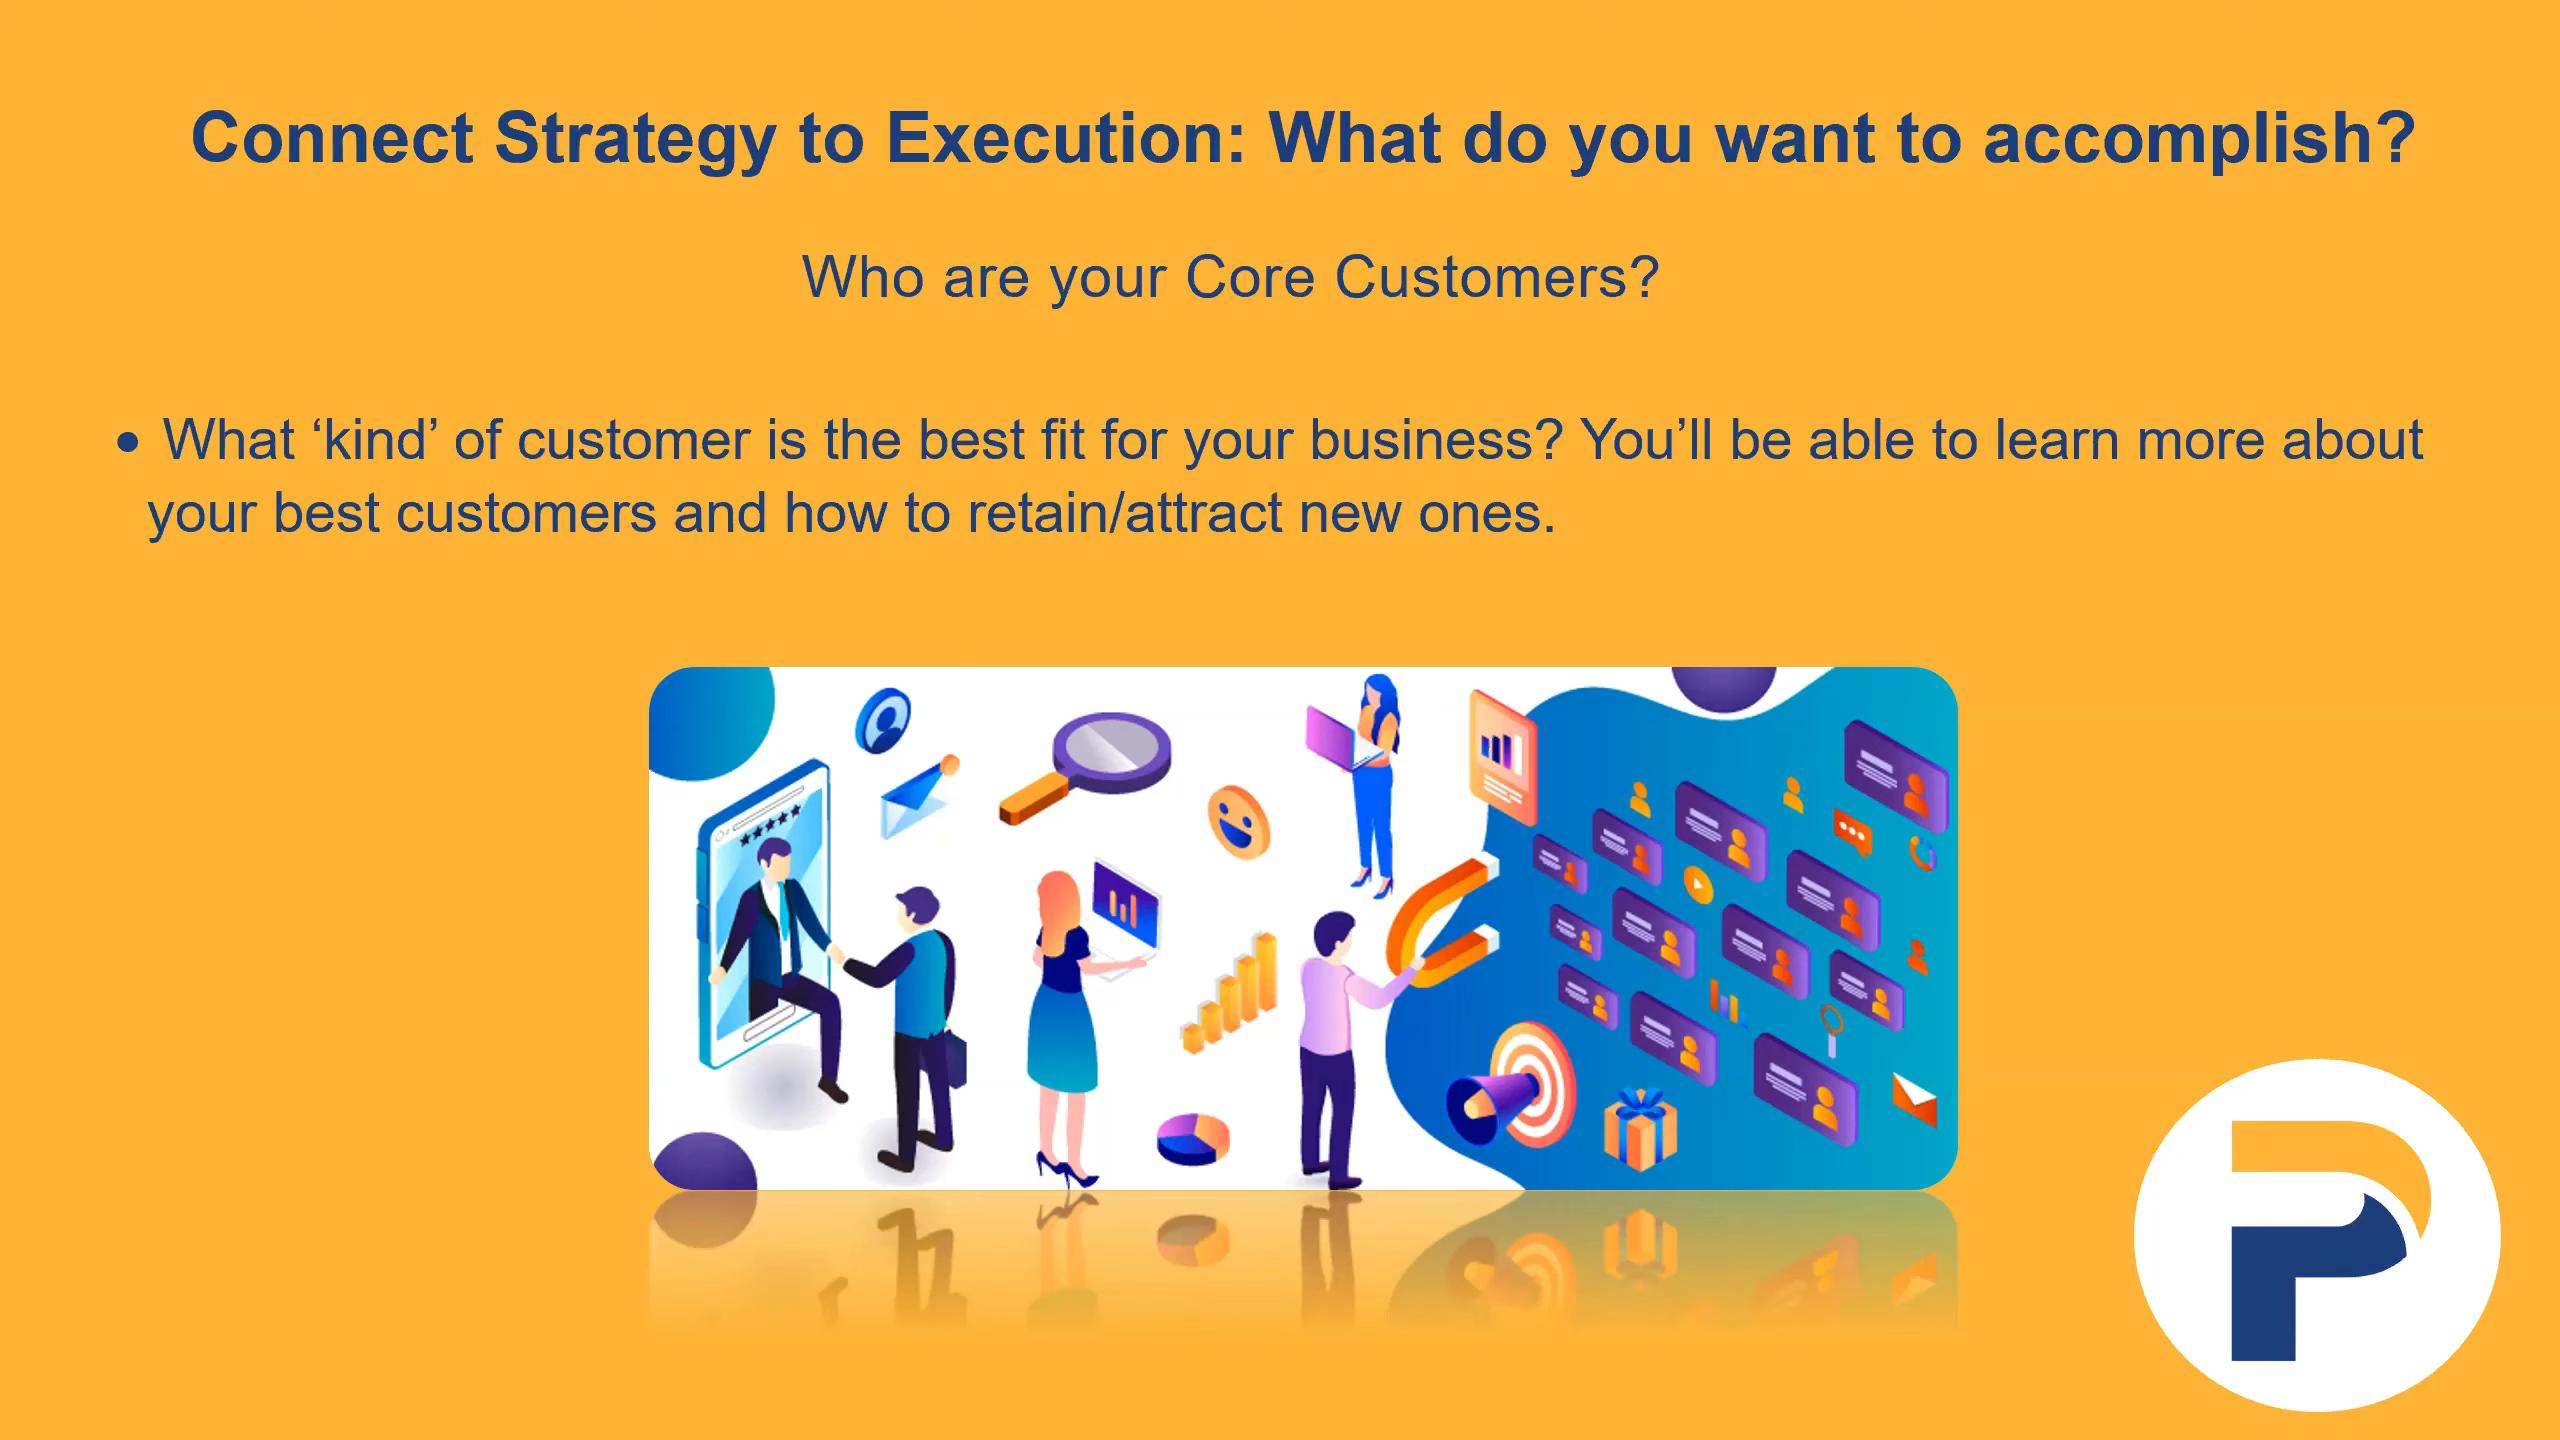 Connect Strategy to Execution: What do you want to accomplish?
Who are your Core Customers?
• What ‘kind’ of customer is the best fit for your business? You’ll be able to learn more about
your best customers and how to retain/attract new ones.